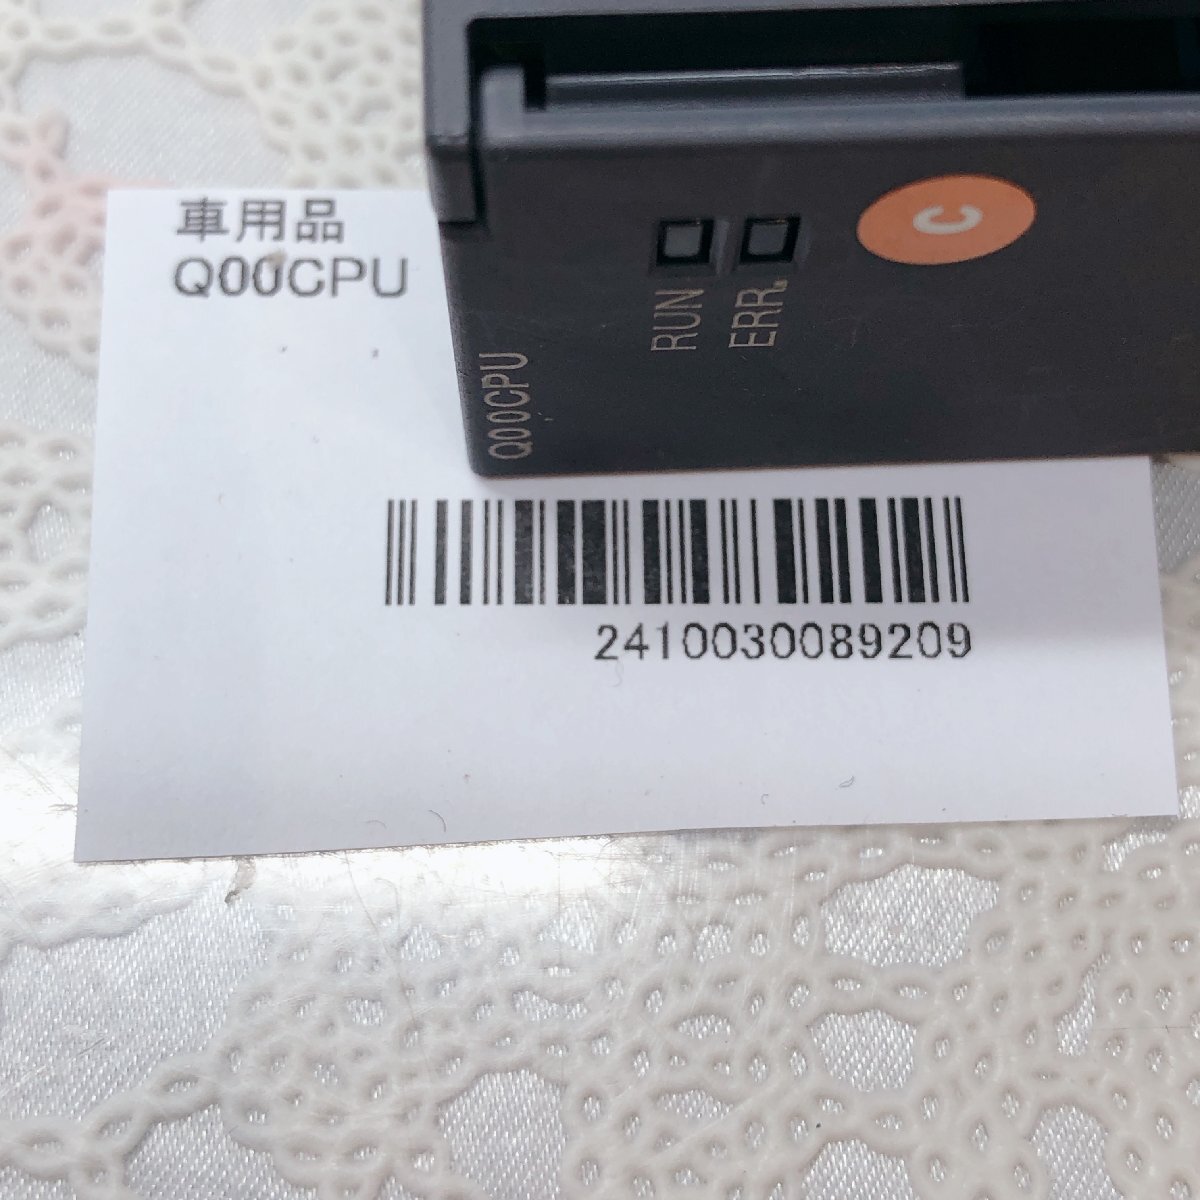 車用品
Q00CPU
C
RUN
ERR.
Q00CPU
2410030089209